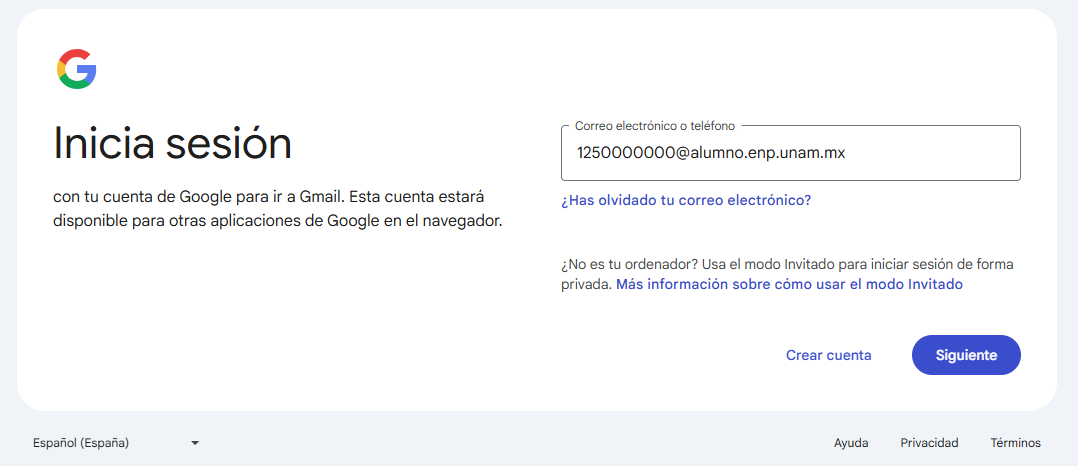 Inicia sesión
con tu cuenta de Google para ir a Gmail. Esta cuenta estará
disponible para otras aplicaciones de Google en el navegador.
Correo electrónico o teléfono
1250000000@alumno.enp.unam.mx
¿Has olvidado tu correo electrónico?
¿No es tu ordenador? Usa el modo Invitado para iniciar sesión de forma
privada. Más información sobre cómo usar el modo Invitado
Crear cuenta
Siguiente
Español (España)
Ayuda
Privacidad
Términos